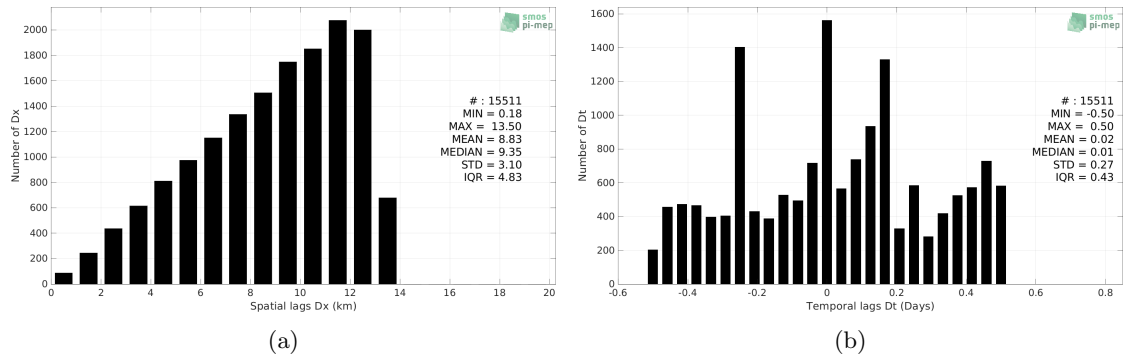 smos
pi-mep
2000
1800
1600
1400
1200
1000
800
600
400
200
0
Number of Dx
# : 15511
MIN = 0.18
MAX = 13.50
MEAN = 8.83
MEDIAN = 9.35
STD = 3.10
IQR = 4.83
0 2 4 6 8 10 12 14 16 18 20
Spatial lags Dx (km)
(a)
smos
pi-mep
1600
1400
1200
1000
800
600
400
200
0
Number of Dt
# : 15511
MIN = -0.50
MAX = 0.50
MEAN = 0.02
MEDIAN = 0.01
STD = 0.27
IQR = 0.43
-0.6 -0.4 -0.2 0 0.2 0.4 0.6 0.8
Temporal lags Dt (Days)
(b)